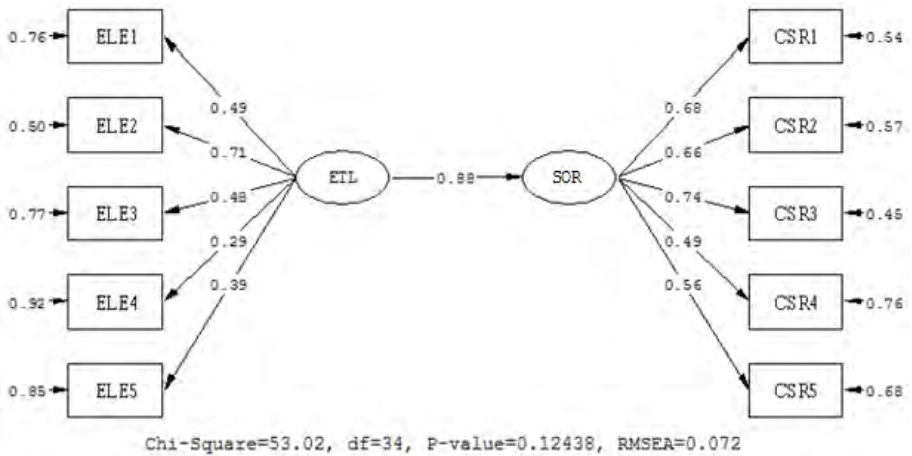 0.76 ELE1 CSR1 0.54
0.49 0.68
0.50 ELE2 CSR2 0.57
0.71 0.66
ETL 0.88 SOR
0.77 ELE3 0.48 0.74 CSR3 0.45
0.29 0.49
0.92 ELE4 0.39 0.56 CSR4 0.76
0.85 ELE5 CSR5 0.68
Chi-Square=53.02, df=34, P-value=0.12438, RMSEA=0.072